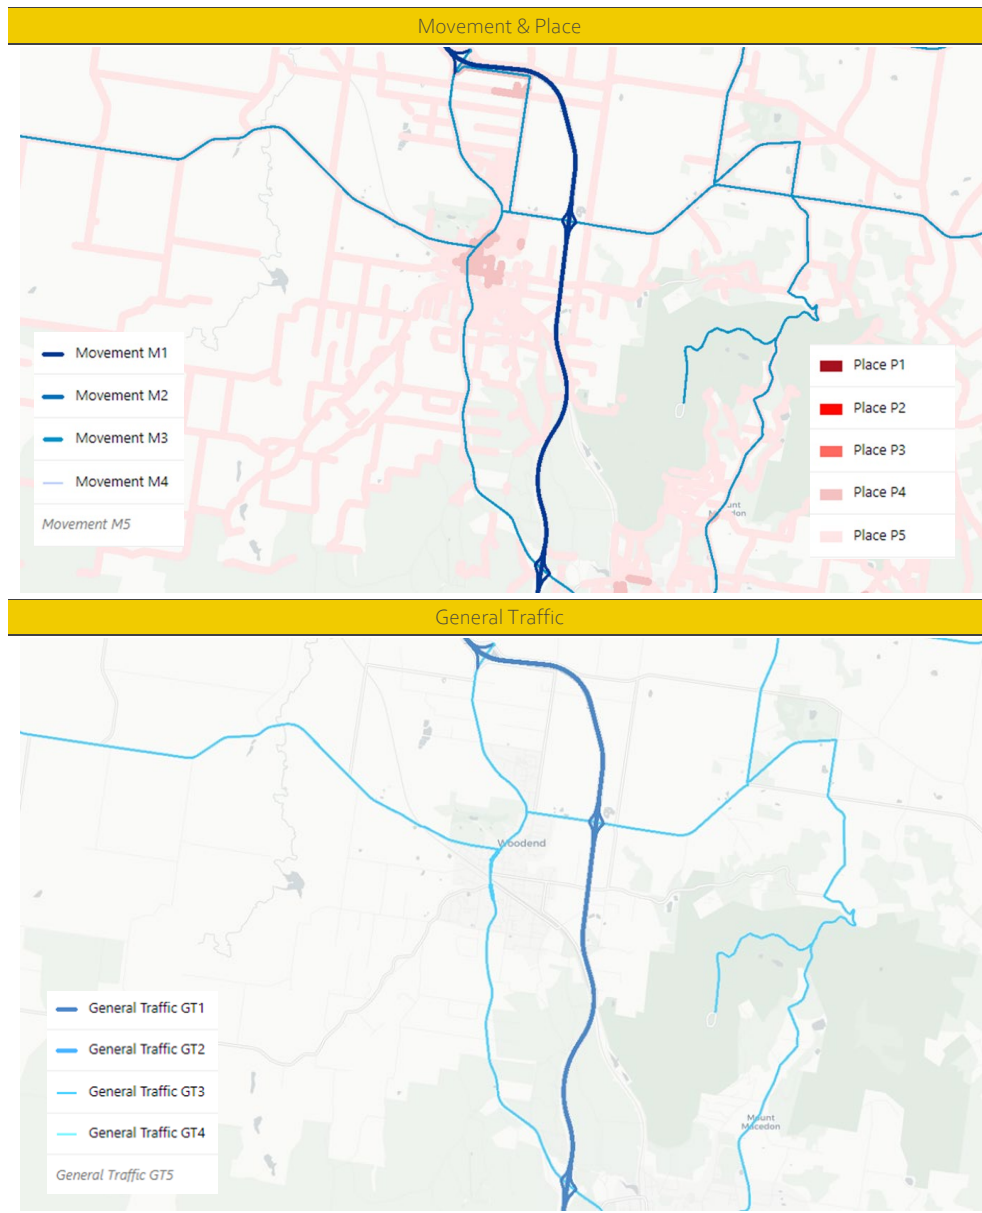 Movement & Place
Movement M1
Movement M2
Movement M3
Movement M4
Movement M5
Place P1
Place P2
Place P3
Place P4
Place P5
General Traffic
Woodend
General Traffic GT1
General Traffic GT2
General Traffic GT3
General Traffic GT4
General Traffic GT5
Mount
Macedon